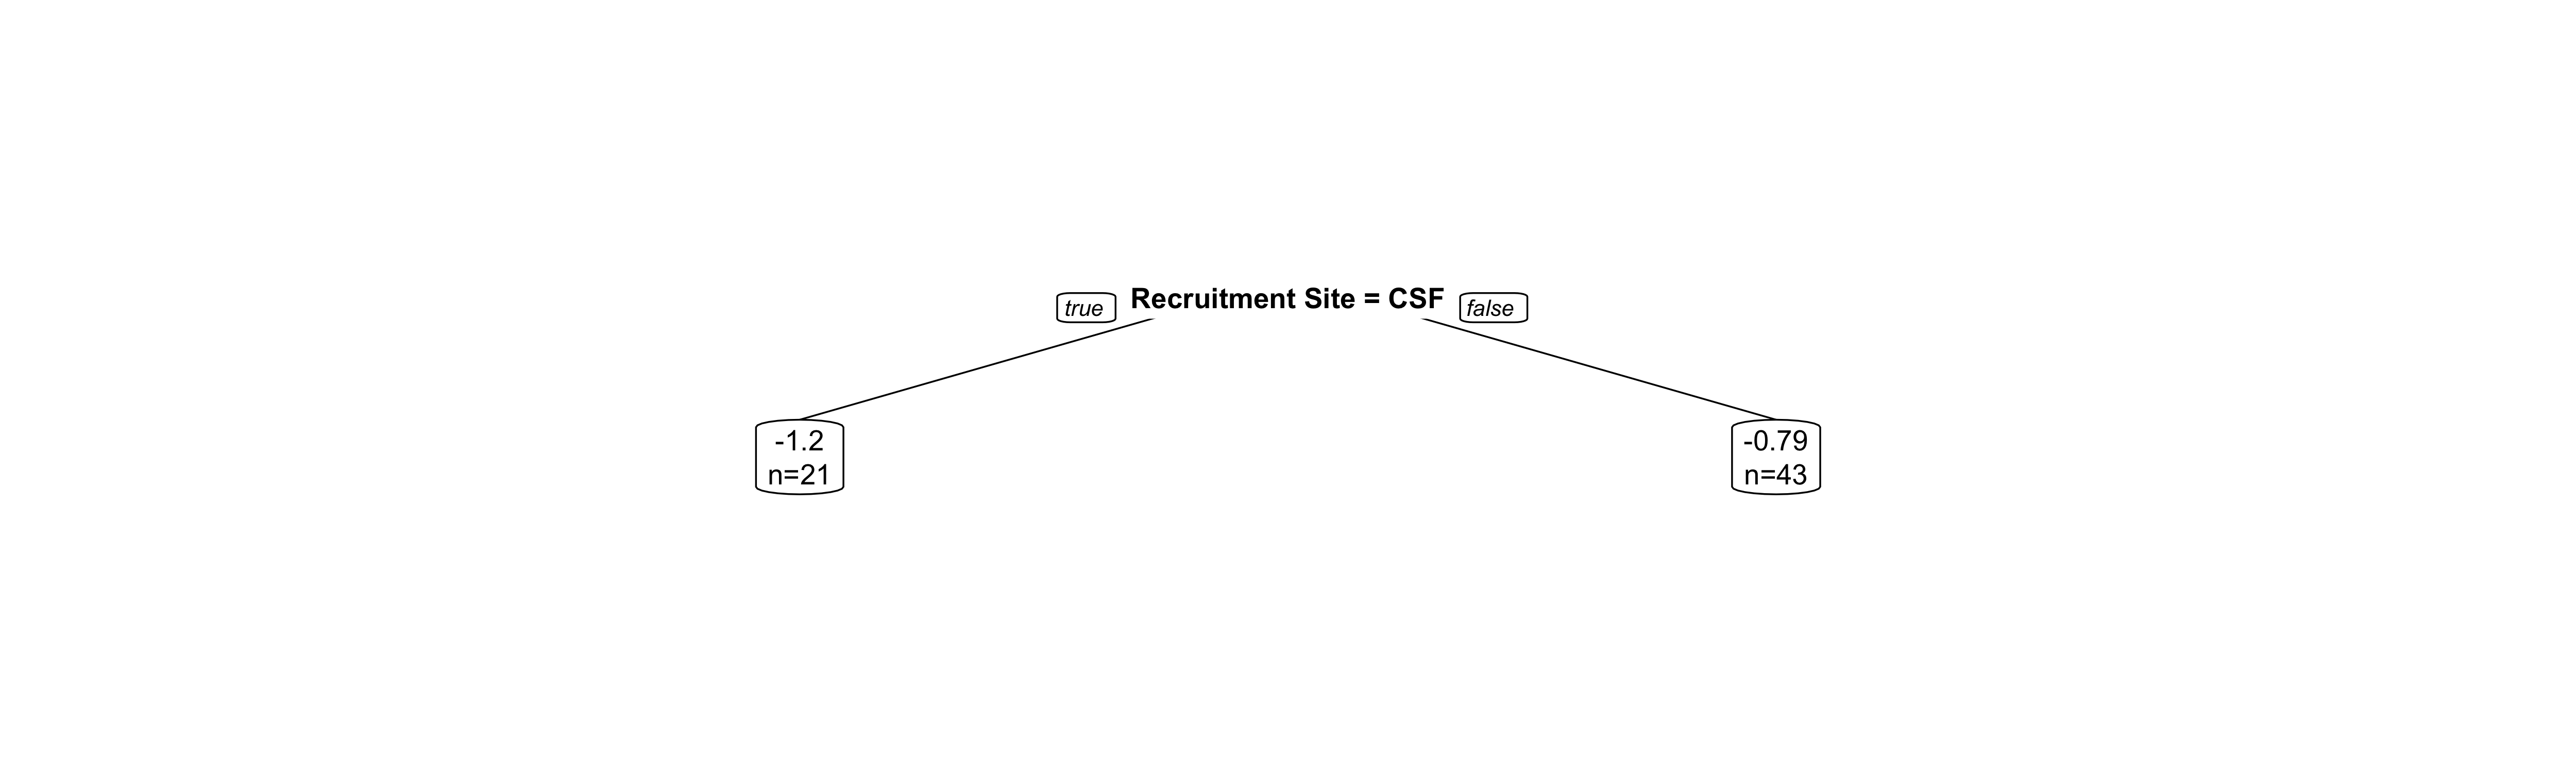 true
Recruitment Site = CSF
false
-1.2
n=21
-0.79
n=43